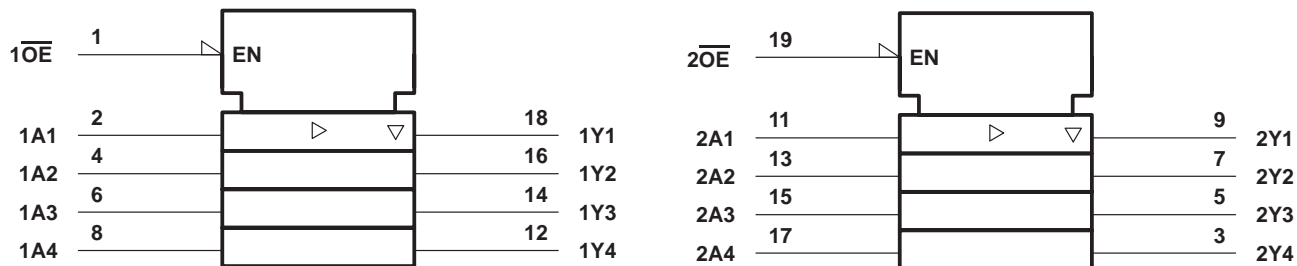 1OE 1 EN
2 18
1A1 1Y1
4 16
1A2 1Y2
6 14
1A3 1Y3
8 12
1A4 1Y4
2OE 19 EN
11 9
2A1 2Y1
13 7
2A2 2Y2
15 5
2A3 2Y3
17 3
2A4 2Y4